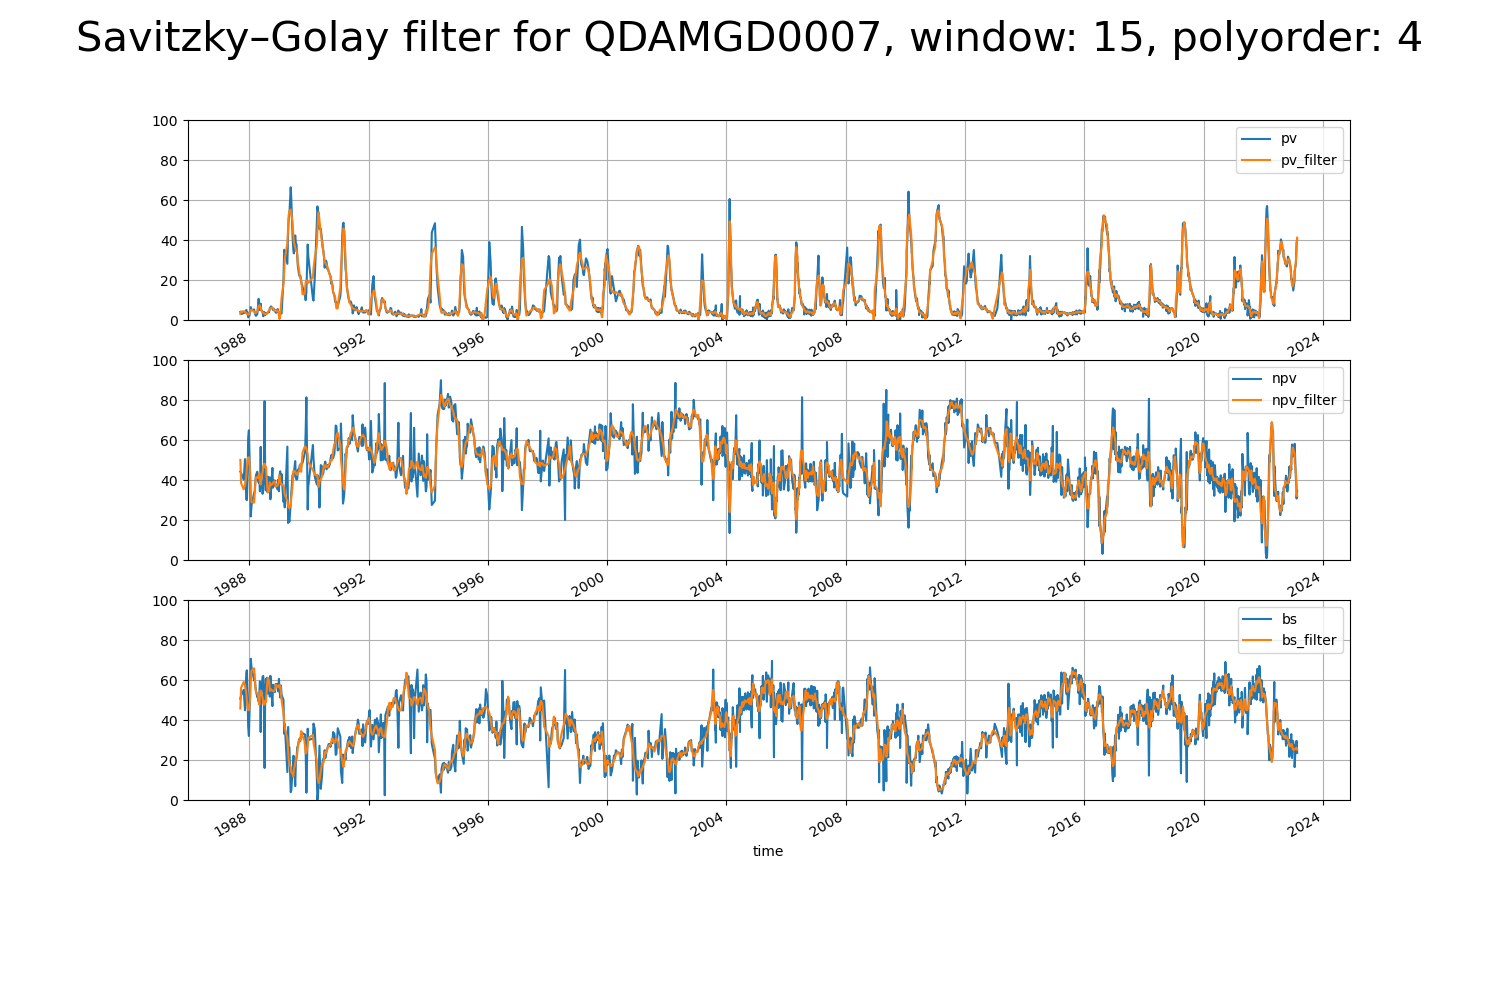 Savitzky–Golay filter for QDAMGD0007, window: 15, polyorder: 4
100
80
60
40
20
0
pv
pv_filter
1988 1992 1996 2000 2004 2008 2012 2016 2020 2024
100
80
60
40
20
0
npv
npv_filter
1988 1992 1996 2000 2004 2008 2012 2016 2020 2024
100
80
60
40
20
0
bs
bs_filter
1988 1992 1996 2000 2004 2008 2012 2016 2020 2024
time